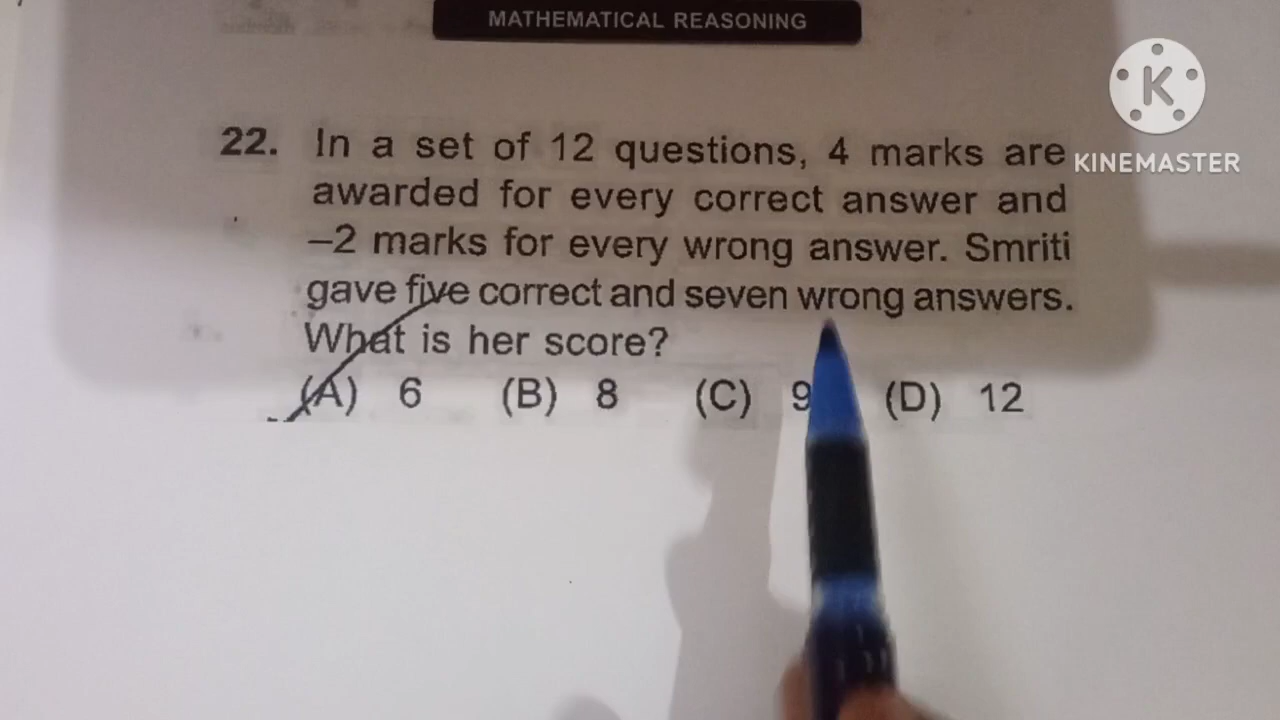 MATHEMATICAL REASONING
K
KINEMASTER
22. In a set of 12 questions, 4 marks are
awarded for every correct answer and
–2 marks for every wrong answer. Smriti
gave five correct and seven wrong answers.
What is her score?
(A) 6 (B) 8 (C) 9 (D) 12